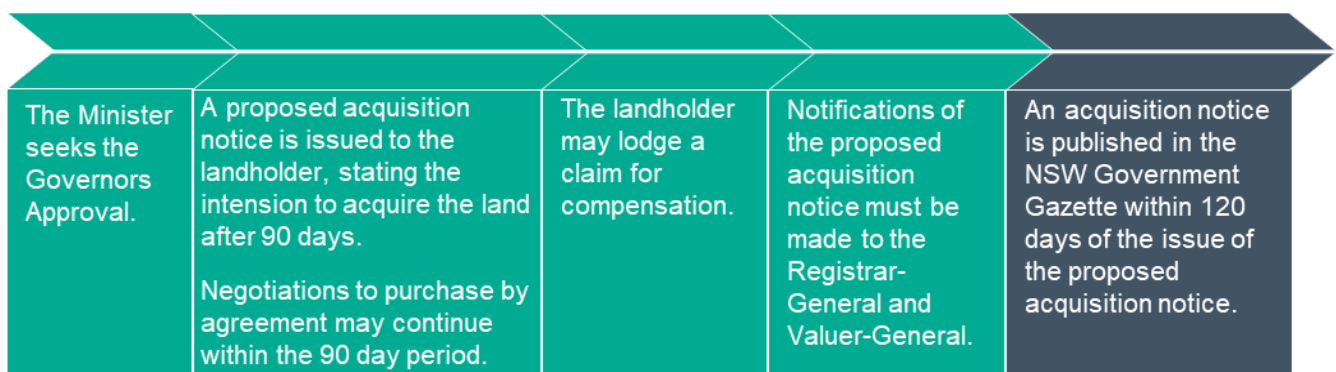 The Minister
seeks the
Governors
Approval.
A proposed acquisition
notice is issued to the
landholder, stating the
intension to acquire the land
after 90 days.
Negotiations to purchase by
agreement may continue
within the 90 day period.
The landholder
may lodge a
claim for
compensation.
Notifications of
the proposed
acquisition
notice must be
made to the
Registrar-
General and
Valuer-General.
An acquisition notice
is published in the
NSW Government
Gazette within 120
days of the issue of
the proposed
acquisition notice.